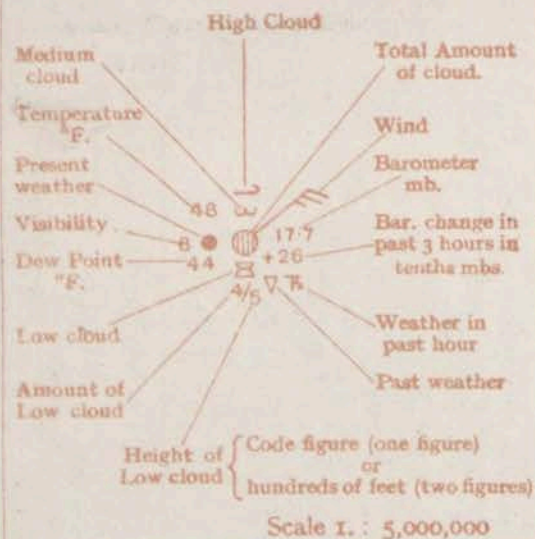 High Cloud
Medium cloud
Total Amount of cloud.
Temperature °F.
Wind
Present weather
Barometer mb.
48
Visibility
8
17.7
Bar. change in past 3 hours in tenths mbs.
Dew Point °F.
44
+26
4/5
Low cloud
Weather in past hour
Amount of Low cloud
Past weather
Height of Low cloud
Code figure (one figure)
or
hundreds of feet (two figures)
Scale 1. : 5,000,000